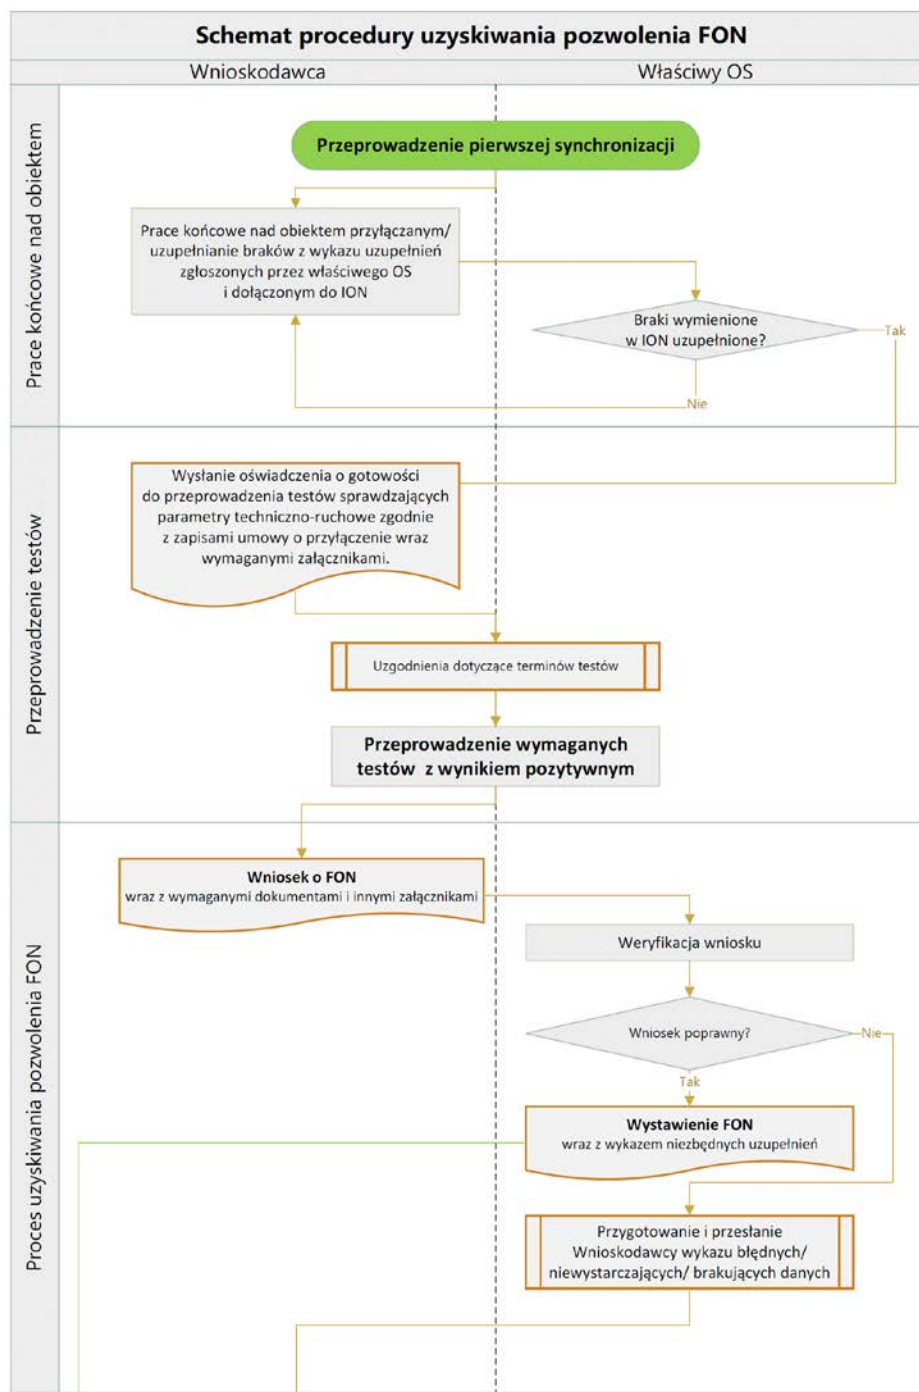 Schemat procedury uzyskiwania pozwolenia FON
Wnioskodawca
Właściwy OS
Prace końcowe nad obiektem
Przeprowadzenie pierwszej synchronizacji
Prace końcowe nad obiektem przyłączanym/
uzupełnianie braków z wykazu uzupełnień
zgłoszonych przez właściwego OS
i dołączonym do ION
Braki wymienione
w ION uzupełnione?
Tak
Nie
Przeprowadzenie testów
Wysłanie oświadczenia o gotowości
do przeprowadzenia testów sprawdzających
parametry techniczno-ruchowe zgodnie
z zapisami umowy o przyłączenie wraz
wymaganymi załącznikami.
Uzgodnienia dotyczące terminów testów
Przeprowadzenie wymaganych
testów z wynikiem pozytywnym
Proces uzyskiwania pozwolenia FON
Wniosek o FON
wraz z wymaganymi dokumentami i innymi załącznikami
Weryfikacja wniosku
Wniosek poprawny?
Nie
Tak
Wystawienie FON
wraz z wykazem niezbędnych uzupełnień
Przygotowanie i przesłanie
Wnioskodawcy wykazu błędnych/
niewystarczających/ brakujących danych